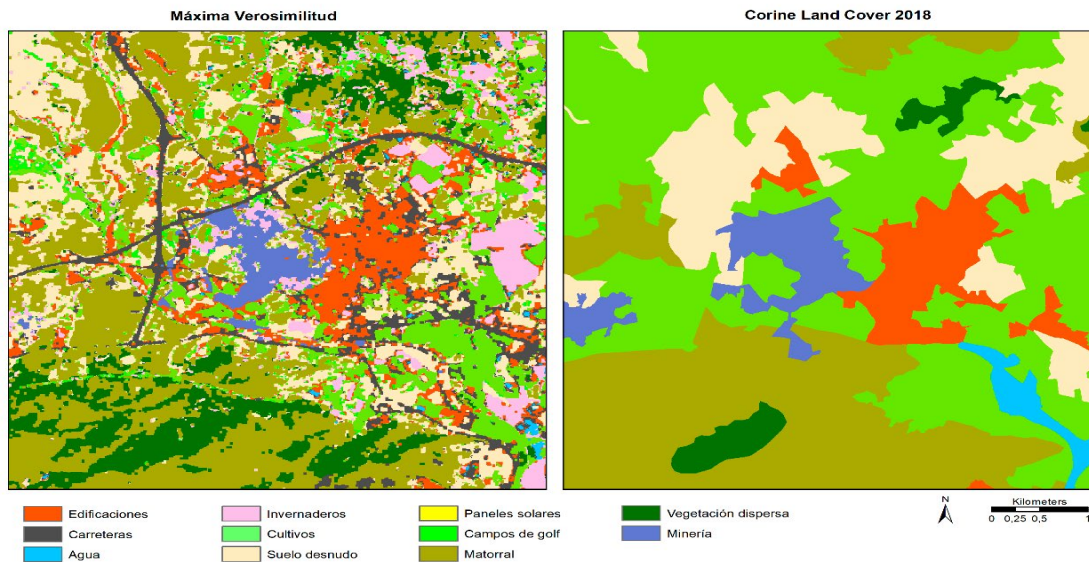 Máxima Verosimilitud
Corine Land Cover 2018
Edificaciones
Carreteras
Agua
Invernaderos
Cultivos
Suelo desnudo
Paneles solares
Campos de golf
Matorral
Vegetación dispersa
Minería
N
Kilometers
0 0,25 0,5 1